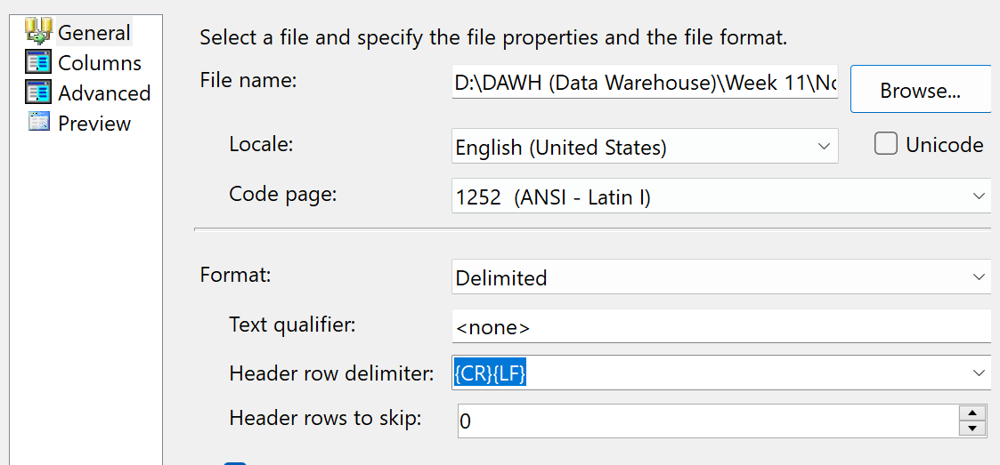 General
Columns
Advanced
Preview
Select a file and specify the file properties and the file format.
File name: D:\DAWH (Data Warehouse)\Week 11\No Browse...
Locale: English (United States) Unicode
Code page: 1252 (ANSI - Latin I)
Format: Delimited
Text qualifier: <none>
Header row delimiter: {CR}{LF}
Header rows to skip: 0